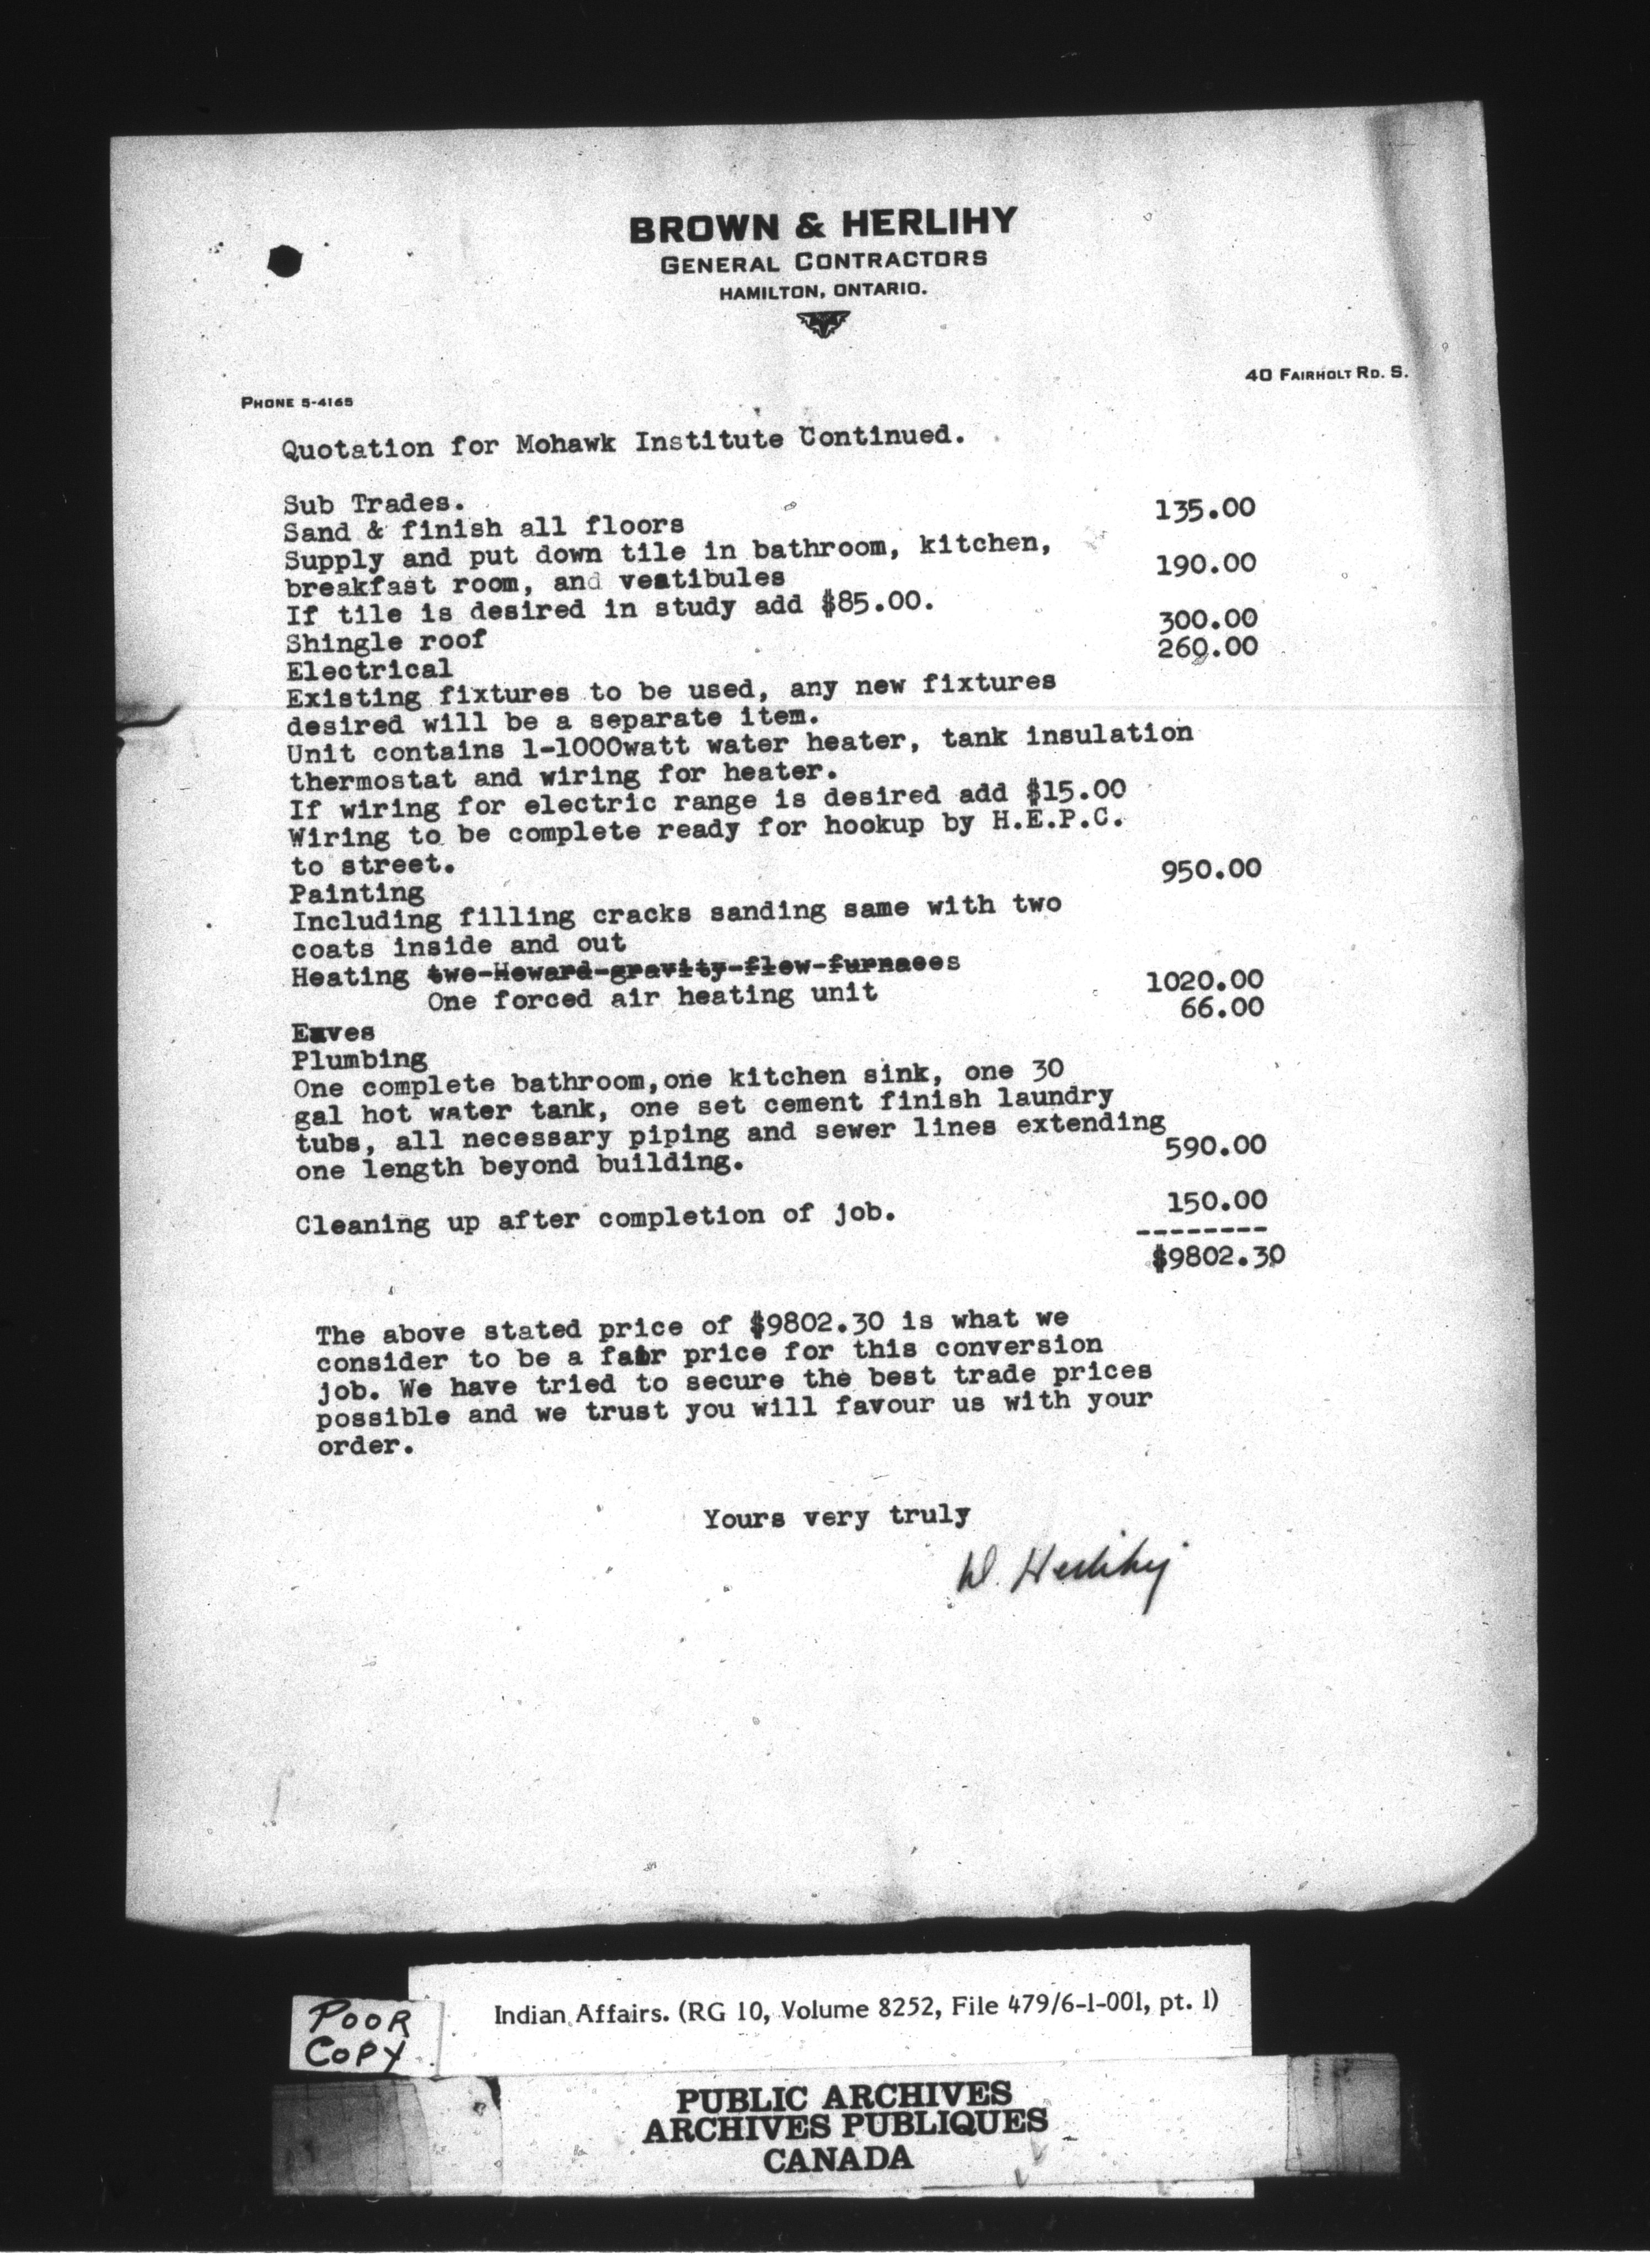 BROWN & HERLIHY
GENERAL CONTRACTORS
HAMILTON, ONTARIO.
40 FAIRHOLT RD. S.
PHONE 5-4165
Quotation for Mohawk Institute Continued.
Sub Trades.
Sand & finish all floors 135.00
Supply and put down tile in bathroom, kitchen,
breakfast room, and vestibules 190.00
If tile is desired in study add $85.00.
Shingle roof 300.00
Electrical 260.00
Existing fixtures to be used, any new fixtures
desired will be a separate item.
Unit contains 1-1000watt water heater, tank insulation
thermostat and wiring for heater.
If wiring for electric range is desired add $15.00
Wiring to be complete ready for hookup by H.E.P.C.
to street.
Painting 950.00
Including filling cracks sanding same with two
coats inside and out
Heating two-Howard-gravity-flow-furnaces
One forced air heating unit 1020.00
Eaves 66.00
Plumbing
One complete bathroom,one kitchen sink, one 30
gal hot water tank, one set cement finish laundry
tubs, all necessary piping and sewer lines extending
one length beyond building. 590.00
Cleaning up after completion of job. 150.00
--------
$9802.30
The above stated price of $9802.30 is what we
consider to be a fair price for this conversion
job. We have tried to secure the best trade prices
possible and we trust you will favour us with your
order.
Yours very truly
W. Herlihy
POOR
COPY
Indian Affairs. (RG 10, Volume 8252, File 479/6-1-001, pt. 1)
PUBLIC ARCHIVES
ARCHIVES PUBLIQUES
CANADA